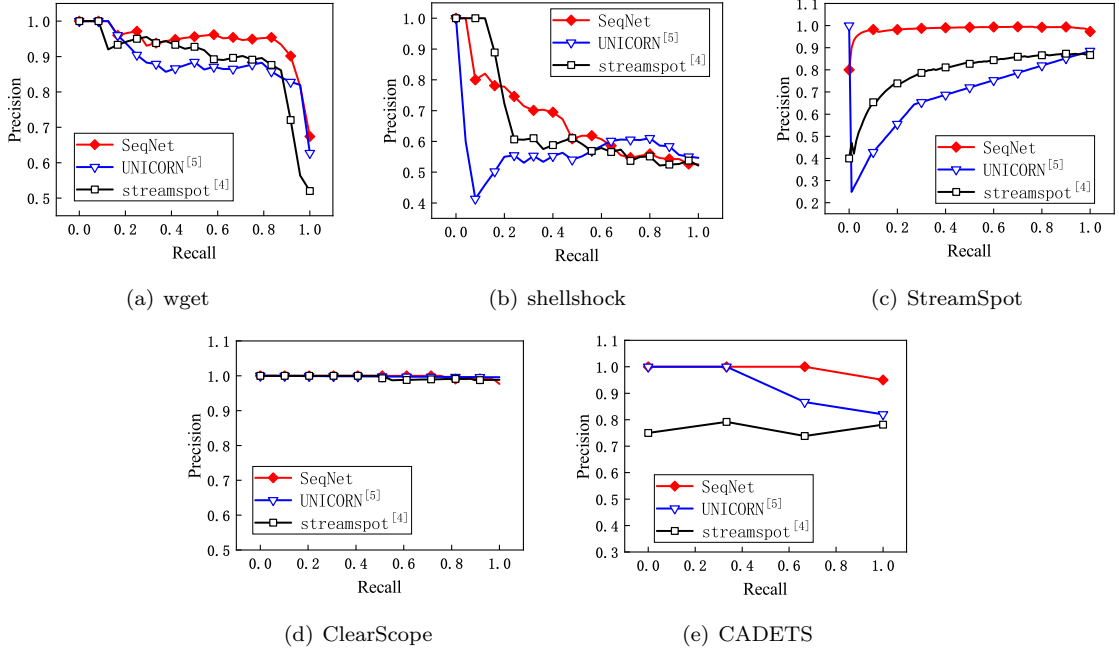 1.0
0.9
0.8
0.7
0.6
0.5
Precision
SeqNet
UNICORN[5]
streamspot[4]
0.0 0.2 0.4 0.6 0.8 1.0
Recall
(a) wget
1.0
0.9
0.8
0.7
0.6
0.5
0.4
Precision
SeqNet
UNICORN[5]
streamspot[4]
0.0 0.2 0.4 0.6 0.8 1.0
Recall
(b) shellshock
1.1
1.0
0.9
0.8
0.7
0.6
0.5
0.4
0.3
0.2
Precision
SeqNet
UNICORN[5]
streamspot[4]
0.0 0.2 0.4 0.6 0.8 1.0
Recall
(c) StreamSpot
1.1
1.0
0.9
0.8
0.7
0.6
0.5
Precision
SeqNet
UNICORN[5]
streamspot[4]
0.0 0.2 0.4 0.6 0.8 1.0
Recall
(d) ClearScope
1.1
1.0
0.9
0.8
0.7
0.6
0.5
0.4
0.3
Precision
SeqNet
UNICORN[5]
streamspot[4]
0.0 0.2 0.4 0.6 0.8 1.0
Recall
(e) CADETS